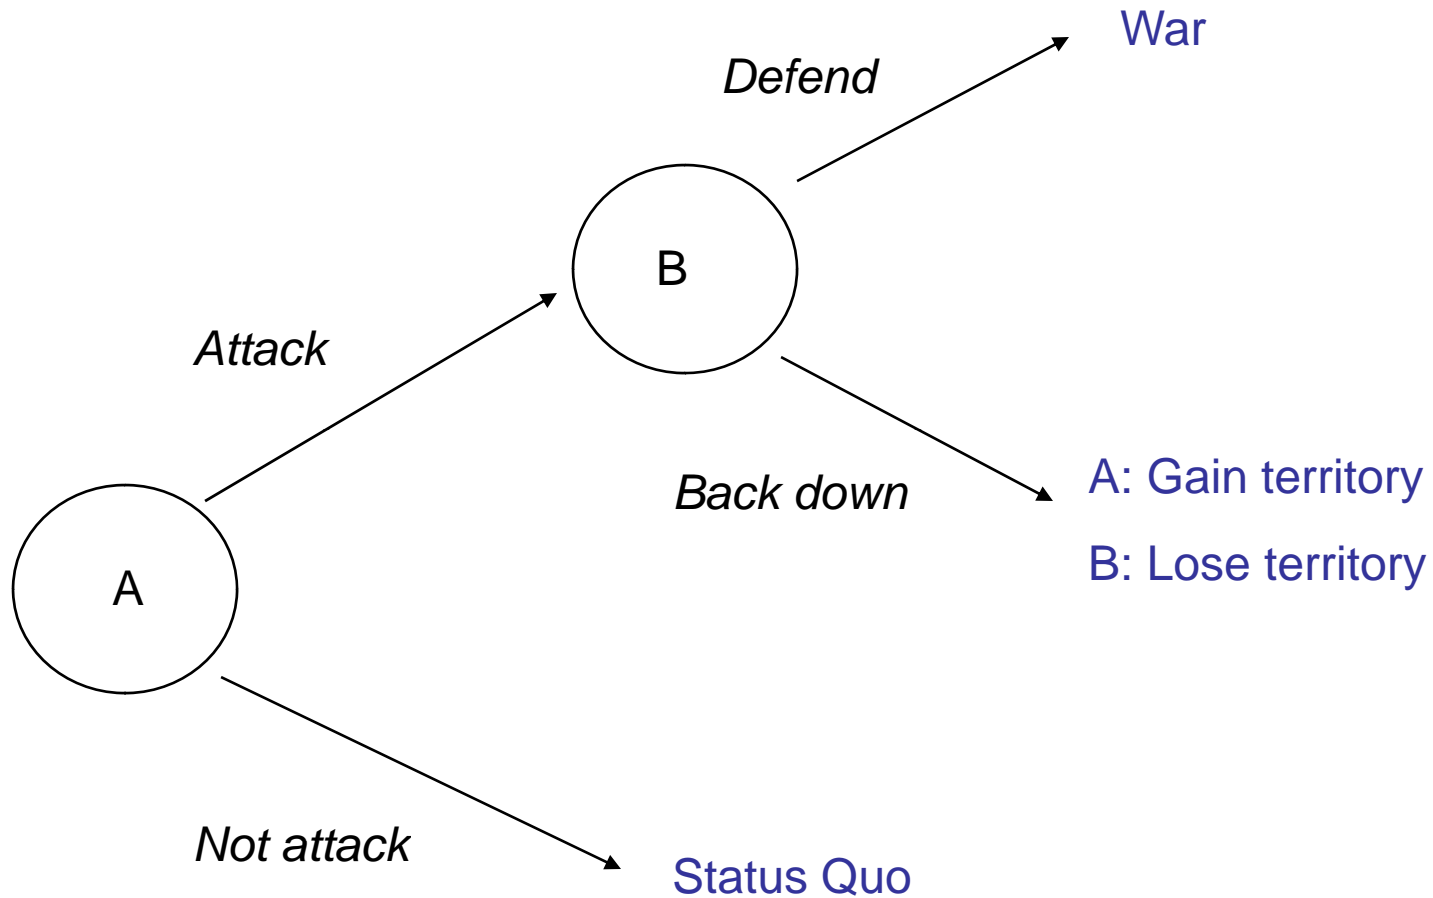 War
Defend
B
Attack
A: Gain territory
Back down
B: Lose territory
A
Not attack
Status Quo